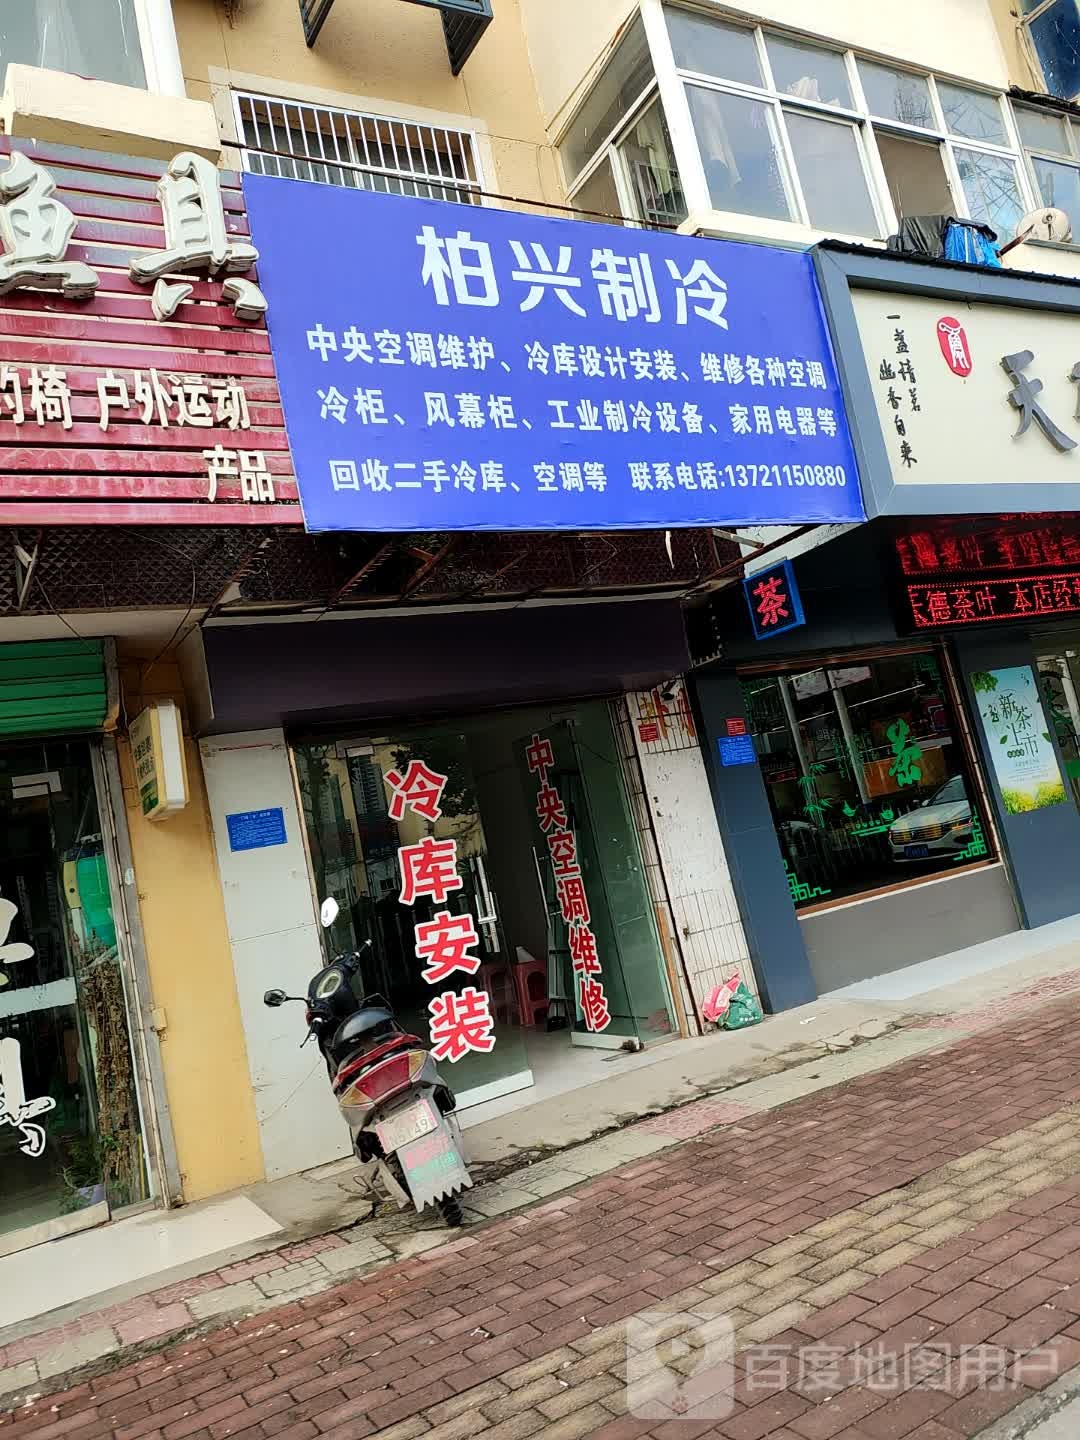 鱼具
钓椅 户外运动
产品
柏兴制冷
中央空调维护、冷库设计安装、维修各种空调
冷柜、风幕柜、工业制冷设备、家用电器等
回收二手冷库、空调等 联系电话:13721150880
一盏请茗
幽香自来
天
茶
天德茶叶 本店经
茶
新茶上市
冷库安装
中央空调维修
百度地图用户